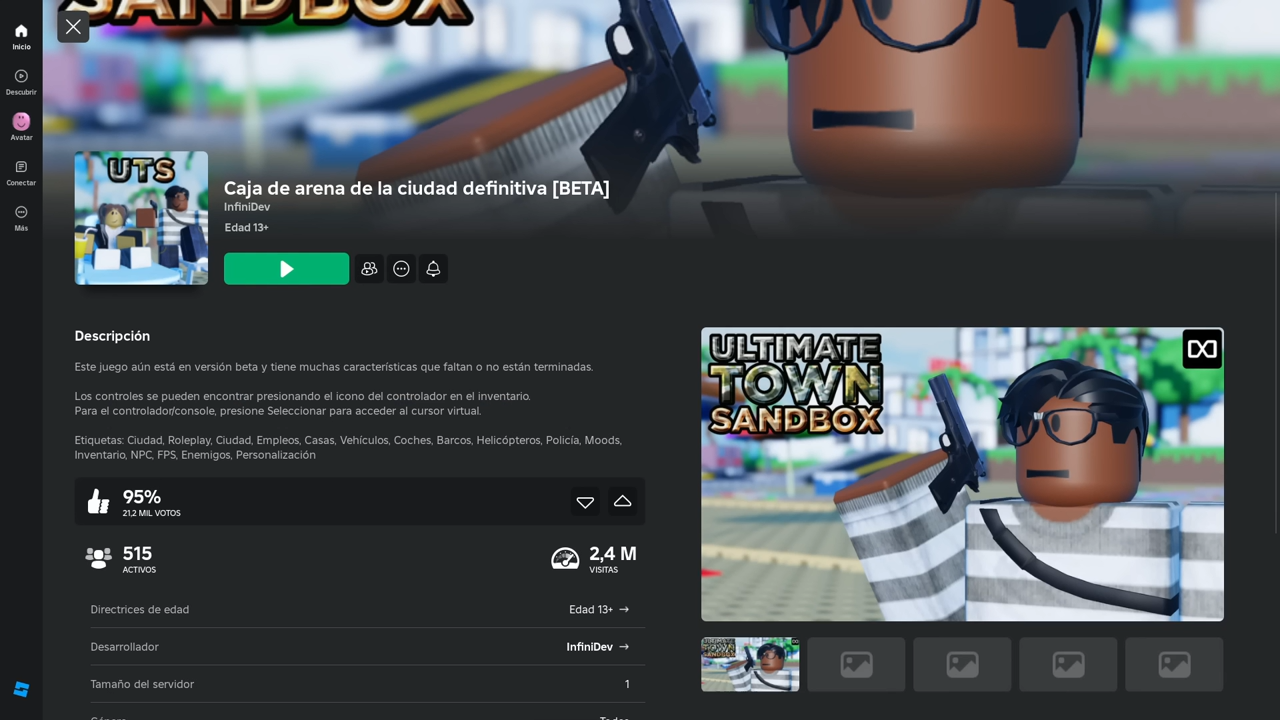 SANDBOX
Inicio
Descubrir
Avatar
Conectar
Más
UTS
Caja de arena de la ciudad definitiva [BETA]
InfiniDev
Edad 13+
Descripción
Este juego aún está en versión beta y tiene muchas características que faltan o no están terminadas.
Los controles se pueden encontrar presionando el icono del controlador en el inventario.
Para el controlador/console, presione Seleccionar para acceder al cursor virtual.
Etiquetas: Ciudad, Roleplay, Ciudad, Empleos, Casas, Vehículos, Coches, Barcos, Helicópteros, Policía, Moods,
Inventario, NPC, FPS, Enemigos, Personalización
95%
21,2 MIL VOTOS
515
ACTIVOS
2,4 M
VISITAS
Directrices de edad
Edad 13+
Desarrollador
InfiniDev
Tamaño del servidor
1
ULTIMATE
TOWN
SANDBOX